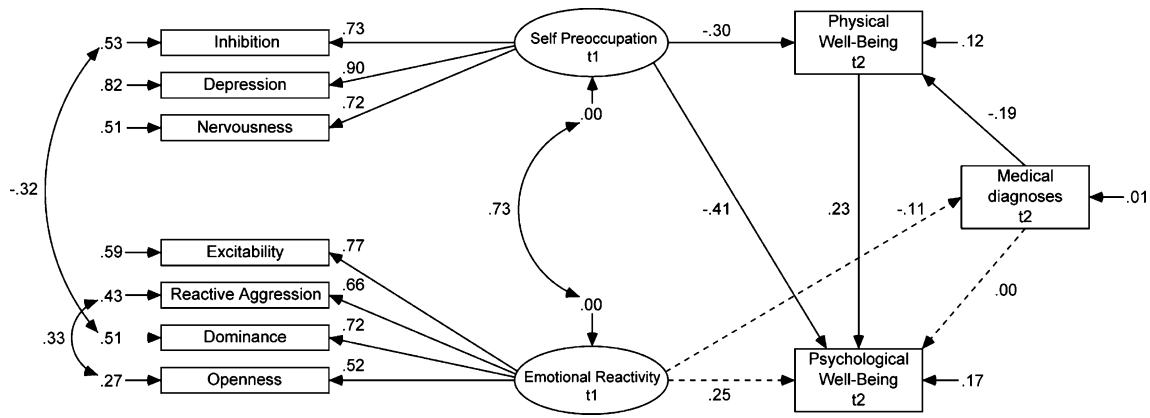 .53
Inhibition
.73
.82
Depression
.90
.51
Nervousness
.72
Self Preoccupation
t1
-.30
Physical
Well-Being
t2
.12
.00
-.19
-.32
.73
-.41
.23
-.11
Medical
diagnoses
t2
.01
.59
Excitability
.77
.43
Reactive Aggression
.66
.33
.51
Dominance
.72
.27
Openness
.52
.00
.00
Emotional Reactivity
t1
.25
Psychological
Well-Being
t2
.17